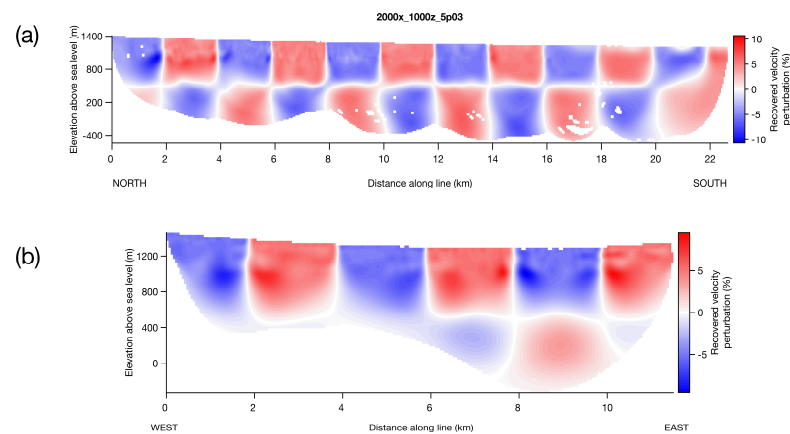 2000x_1000z_5p03
(a)
Elevation above sea level (m)
1400
800
200
-400
0 2 4 6 8 10 12 14 16 18 20 22
NORTH Distance along line (km) SOUTH
10
5
0
-5
-10
Recovered velocity
perturbation (%)
(b)
Elevation above sea level (m)
1200
800
400
0
0 2 4 6 8 10
WEST Distance along line (km) EAST
5
0
-5
Recovered velocity
perturbation (%)